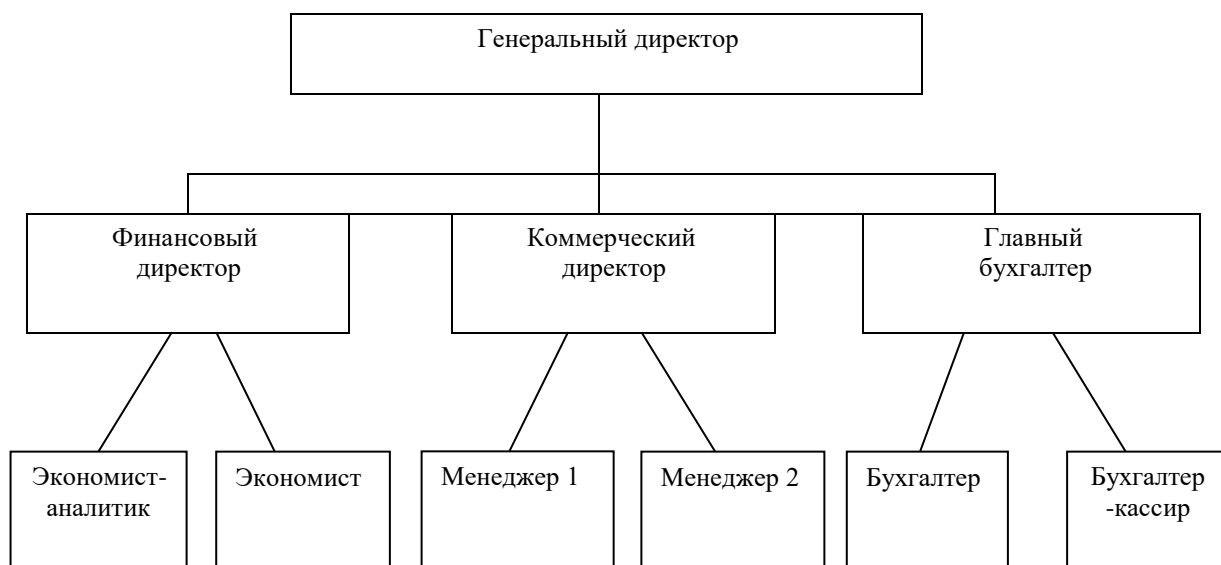 Генеральный директор
Финансовый
директор
Коммерческий
директор
Главный
бухгалтер
Экономист-
аналитик
Экономист
Менеджер 1
Менеджер 2
Бухгалтер
Бухгалтер
-кассир